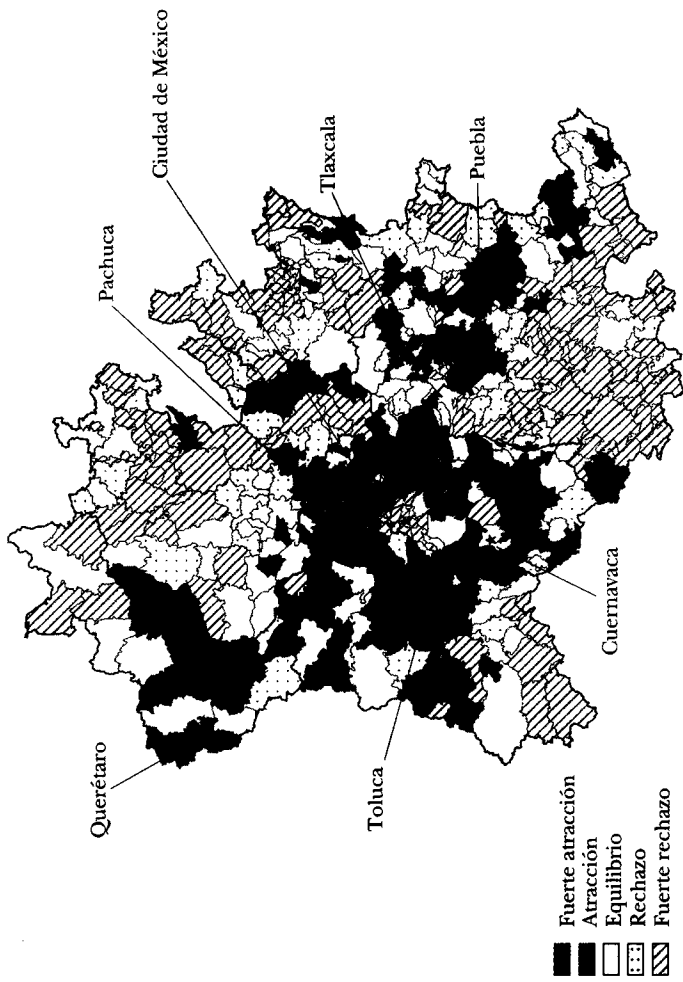 Querétaro
Pachuca
Ciudad de México
Tlaxcala
Puebla
Toluca
Cuernavaca
Fuerte atracción
Atracción
Equilibrio
Rechazo
Fuerte rechazo